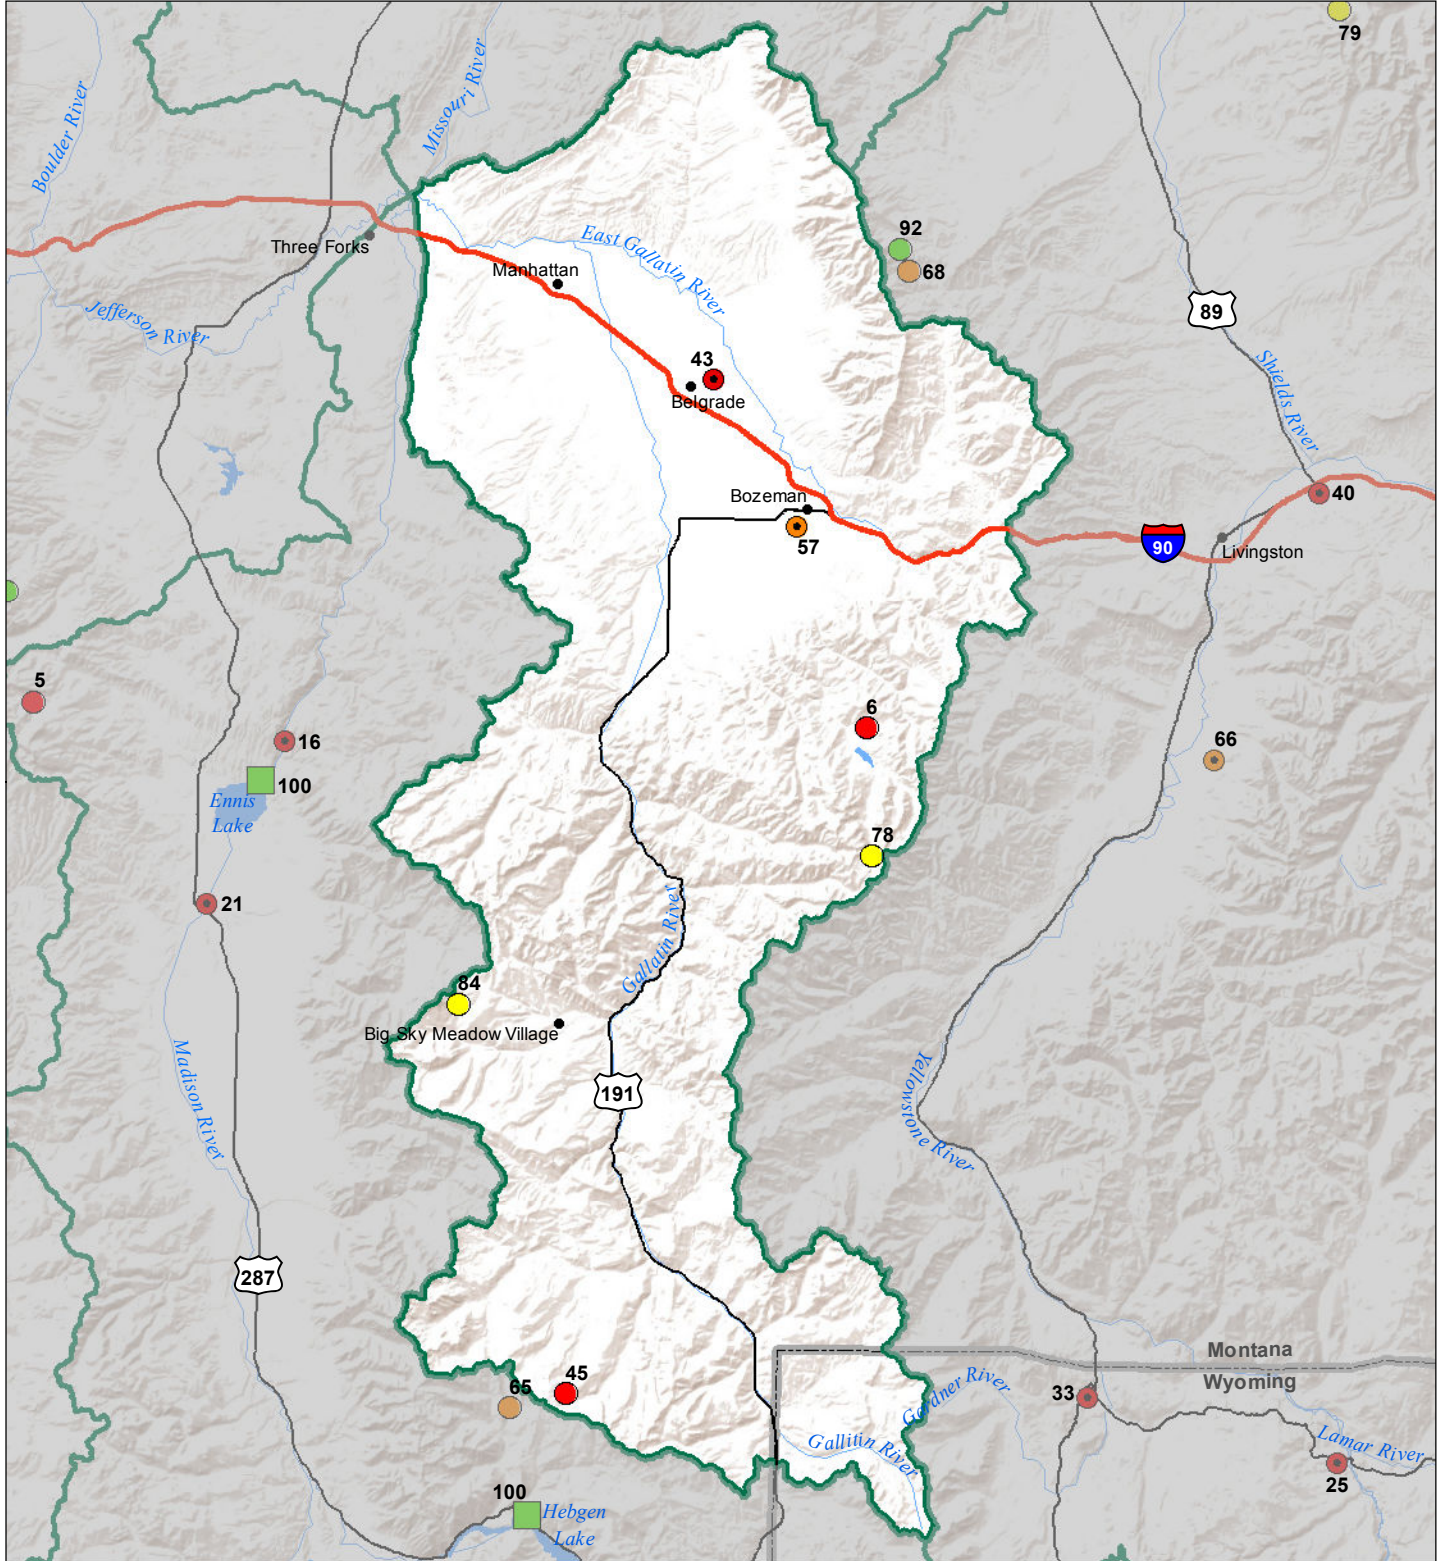 79
Missouri River
Boulder River
92
68
East Gallatin River
Three Forks
Manhattan
89
Jefferson River
Shields River
43
Belgrade
40
Bozeman
57
90
Livingston
5
6
16
66
100
Ennis
Lake
78
21
Gallatin River
84
Big Sky Meadow Village
Madison River
191
Yellowstone River
287
Montana
Wyoming
65
45
33
Gardner River
Gallitin River
Lamar River
25
100
Hebgen
Lake